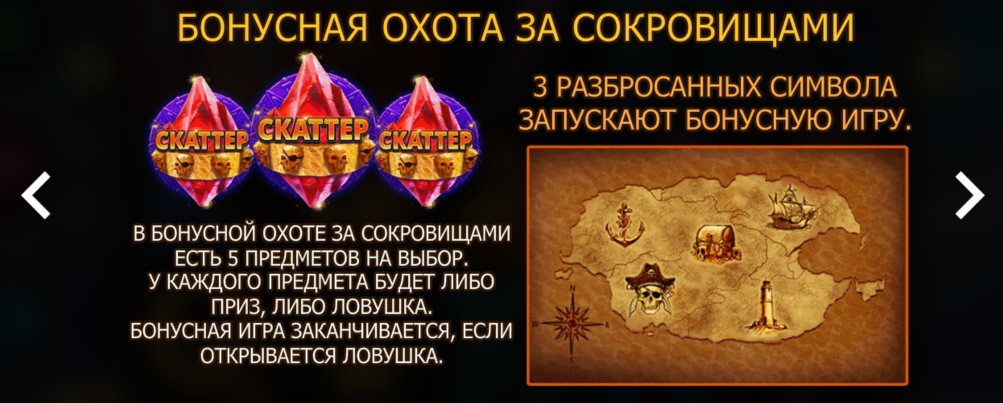 БОНУСНАЯ ОХОТА ЗА СОКРОВИЩАМИ
СКАТТЕР СКАТТЕР СКАТТЕР
3 РАЗБРОСАННЫХ СИМВОЛА
ЗАПУСКАЮТ БОНУСНУЮ ИГРУ.
В БОНУСНОЙ ОХОТЕ ЗА СОКРОВИЩАМИ
ЕСТЬ 5 ПРЕДМЕТОВ НА ВЫБОР.
У КАЖДОГО ПРЕДМЕТА БУДЕТ ЛИБО
ПРИЗ, ЛИБО ЛОВУШКА.
БОНУСНАЯ ИГРА ЗАКАНЧИВАЕТСЯ, ЕСЛИ
ОТКРЫВАЕТСЯ ЛОВУШКА.
N
W E
S